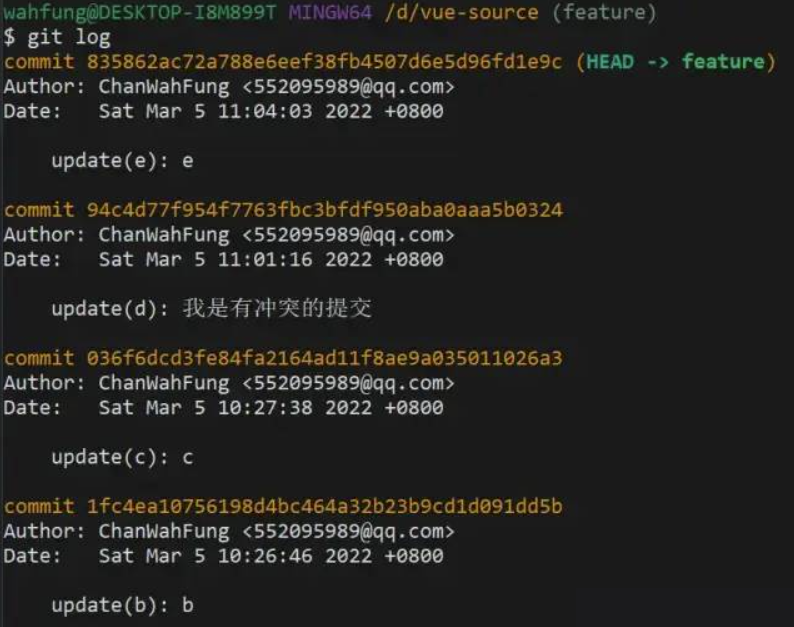 wahfung@DESKTOP-I8M899T MINGW64 /d/vue-source (feature)
$ git log
commit 835862ac72a788e6eef38fb4507d6e5d96fd1e9c (HEAD -> feature)
Author: ChanWahFung <552095989@qq.com>
Date:   Sat Mar 5 11:04:03 2022 +0800
update(e): e
commit 94c4d77f954f7763fbc3bfdf950aba0aaa5b0324
Author: ChanWahFung <552095989@qq.com>
Date:   Sat Mar 5 11:01:16 2022 +0800
update(d): 我是有冲突的提交
commit 036f6dcd3fe84fa2164ad11f8ae9a035011026a3
Author: ChanWahFung <552095989@qq.com>
Date:   Sat Mar 5 10:27:38 2022 +0800
update(c): c
commit 1fc4ea10756198d4bc464a32b23b9cd1d091dd5b
Author: ChanWahFung <552095989@qq.com>
Date:   Sat Mar 5 10:26:46 2022 +0800
update(b): b